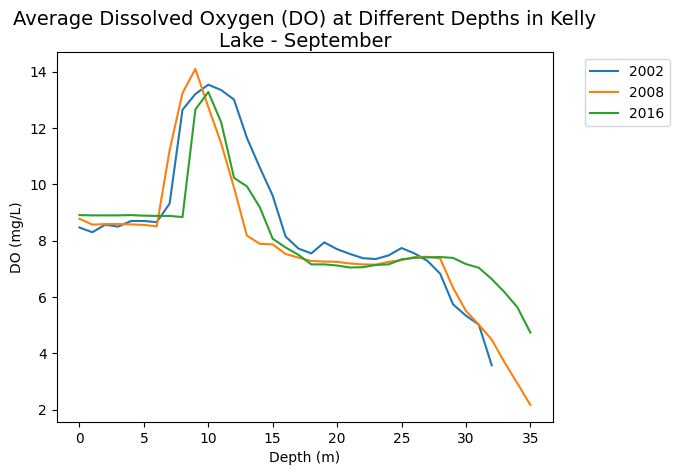 Average Dissolved Oxygen (DO) at Different Depths in Kelly
Lake - September
2002
2008
2016
14
12
10
8
6
4
2
DO (mg/L)
0 5 10 15 20 25 30 35
Depth (m)